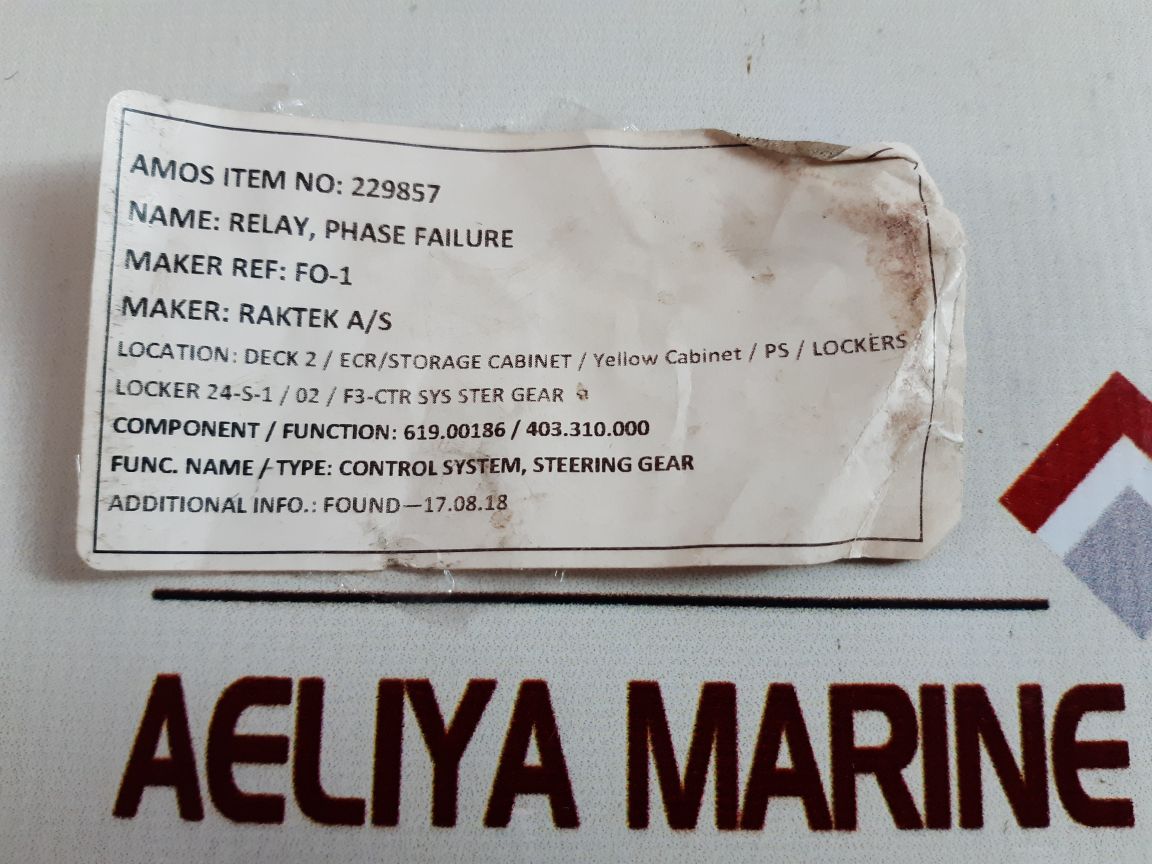 AMOS ITEM NO: 229857
NAME: RELAY, PHASE FAILURE
MAKER REF: FO-1
MAKER: RAKTEK A/S
LOCATION: DECK 2 / ECR/STORAGE CABINET / Yellow Cabinet / PS / LOCKERS
LOCKER 24-S-1 / 02 / F3-CTR SYS STER GEAR
COMPONENT / FUNCTION: 619.00186 / 403.310.000
FUNC. NAME / TYPE: CONTROL SYSTEM, STEERING GEAR
ADDITIONAL INFO.: FOUND—17.08.18
AELIYA MARINE